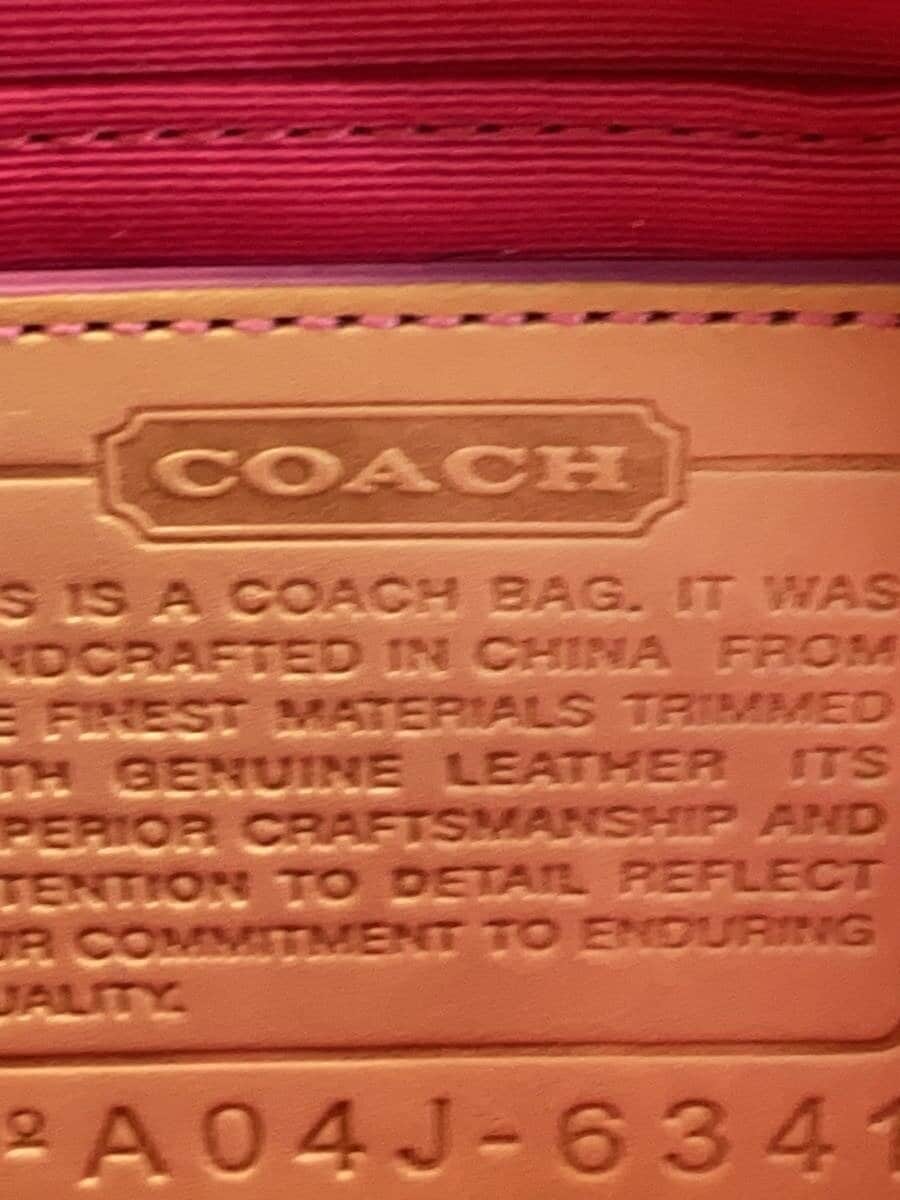 COACH
S IS A COACH BAG. IT WAS
NDCRAFTED IN CHINA FROM
E FINEST MATERIALS TRIMMED
TH GENUINE LEATHER ITS
PERIOR CRAFTSMANSHIP AND
TENTION TO DETAIL REFLECT
UR COMMITMENT TO ENDURING
UALITY.
º A04J-6341